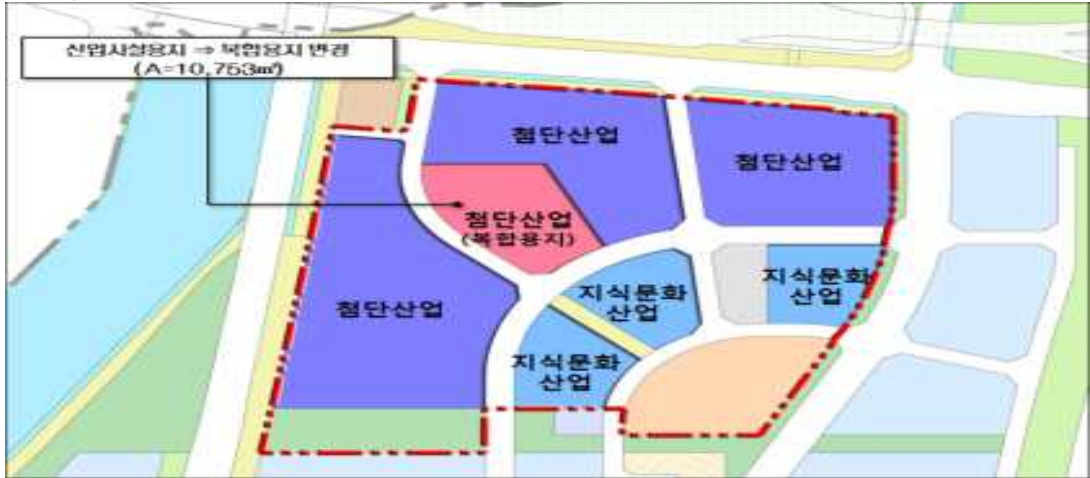 산업시설용지 ⇒ 복합용지 변경
(A=10,753㎡)
첨단산업
첨단산업
첨단산업
(복합용지)
지식문화
산업
지식문화
산업
첨단산업
지식문화
산업